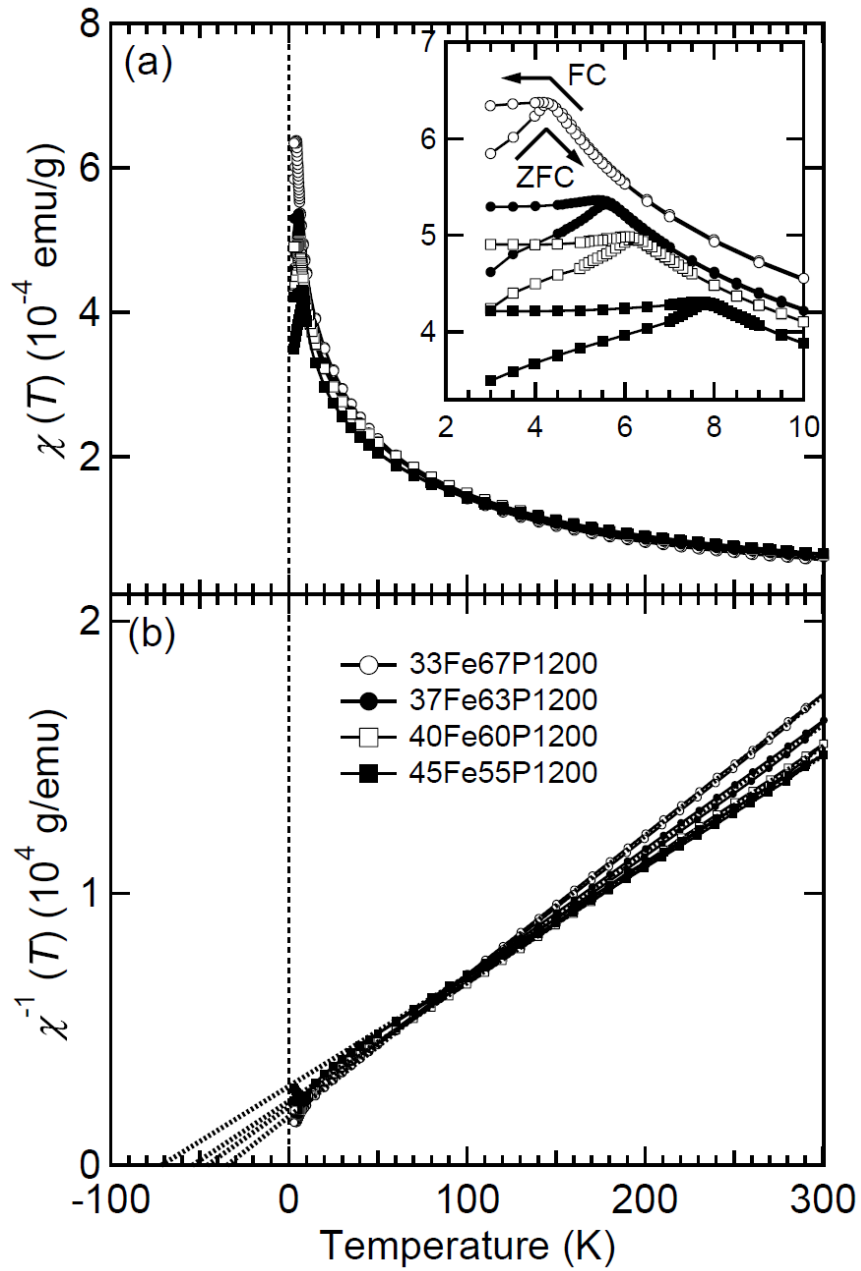 (a)
8
6
4
2
χ (T) (10⁻⁴ emu/g)
7
6
5
4
2 4 6 8 10
FC
ZFC
(b)
2
1
0
χ⁻¹ (T) (10⁴ g/emu)
33Fe67P1200
37Fe63P1200
40Fe60P1200
45Fe55P1200
-100 0 100 200 300
Temperature (K)